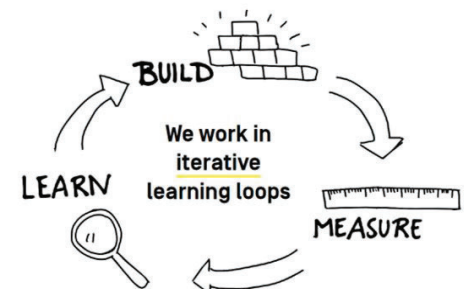 BUILD
We work in
iterative
learning loops
LEARN
MEASURE